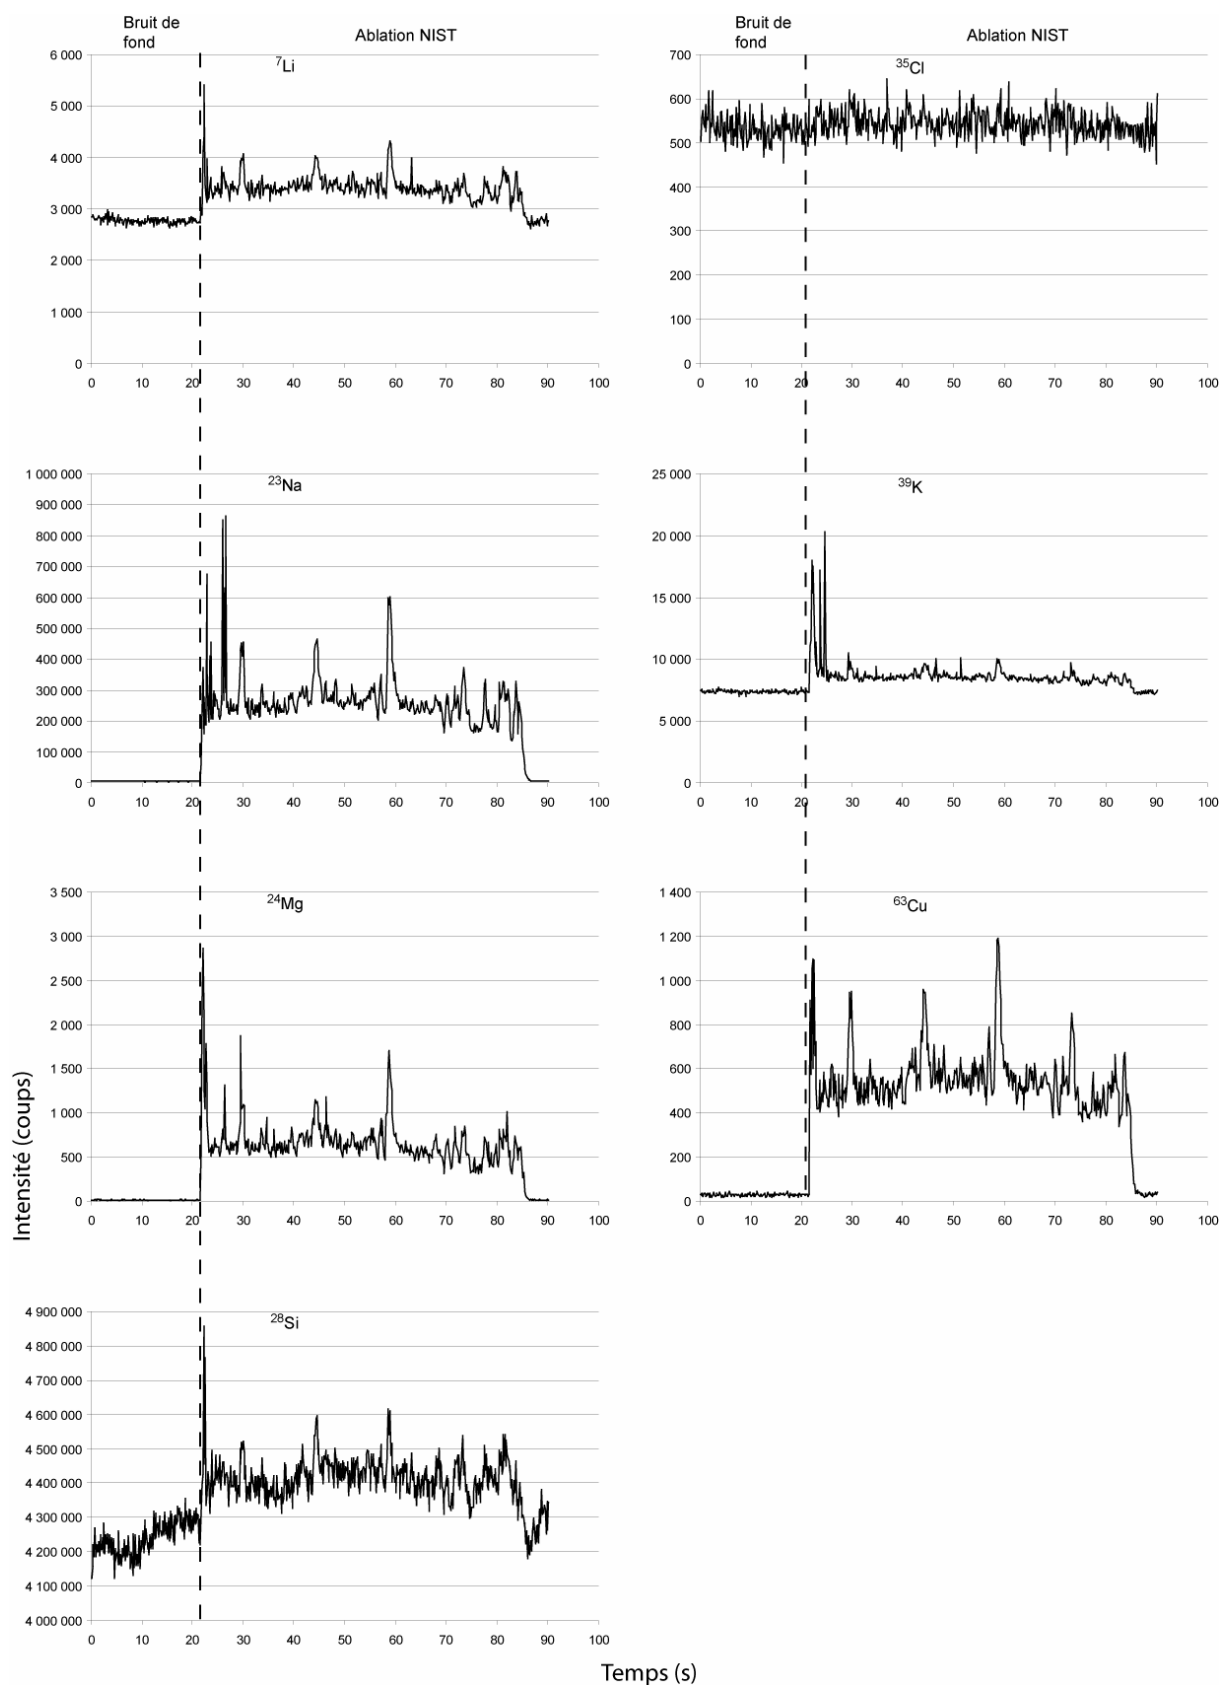 Bruit de
fond
Ablation NIST
6 000
7Li
5 000
4 000
3 000
2 000
1 000
0
0 10 20 30 40 50 60 70 80 90 100
Bruit de
fond
Ablation NIST
700
35Cl
600
500
400
300
200
100
0
0 10 20 30 40 50 60 70 80 90 100
1 000 000
23Na
900 000
800 000
700 000
600 000
500 000
400 000
300 000
200 000
100 000
0
0 10 20 30 40 50 60 70 80 90 100
25 000
39K
20 000
15 000
10 000
5 000
0
0 10 20 30 40 50 60 70 80 90 100
3 500
24Mg
3 000
2 500
2 000
1 500
1 000
500
0
0 10 20 30 40 50 60 70 80 90 100
1 400
63Cu
1 200
1 000
800
600
400
200
0
0 10 20 30 40 50 60 70 80 90 100
Intensité (coups)
4 900 000
28Si
4 800 000
4 700 000
4 600 000
4 500 000
4 400 000
4 300 000
4 200 000
4 100 000
4 000 000
0 10 20 30 40 50 60 70 80 90 100
Temps (s)